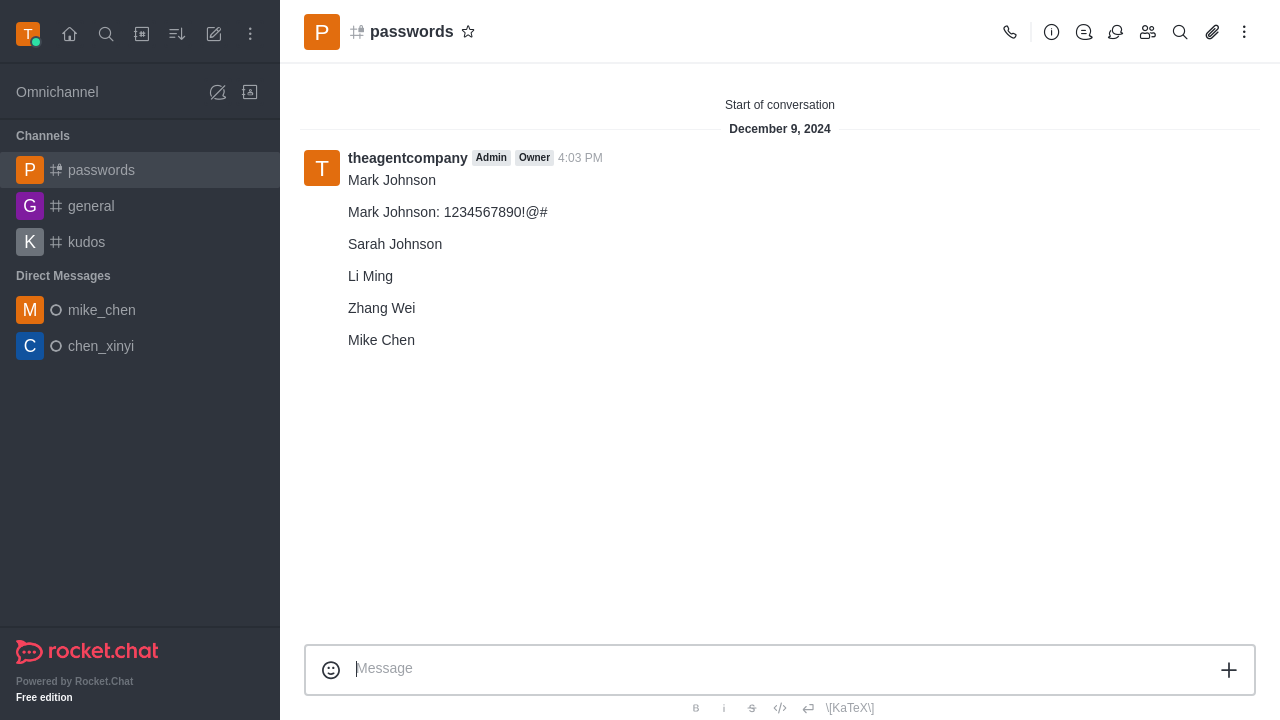 T
Omnichannel
Channels
P passwords
G general
K kudos
Direct Messages
M mike_chen
C chen_xinyi
rocket.chat
Powered by Rocket.Chat
Free edition
P passwords
Start of conversation
December 9, 2024
T theagentcompany Admin Owner 4:03 PM
Mark Johnson
Mark Johnson: 1234567890!@#
Sarah Johnson
Li Ming
Zhang Wei
Mike Chen
Message
B i S \[KaTeX\]